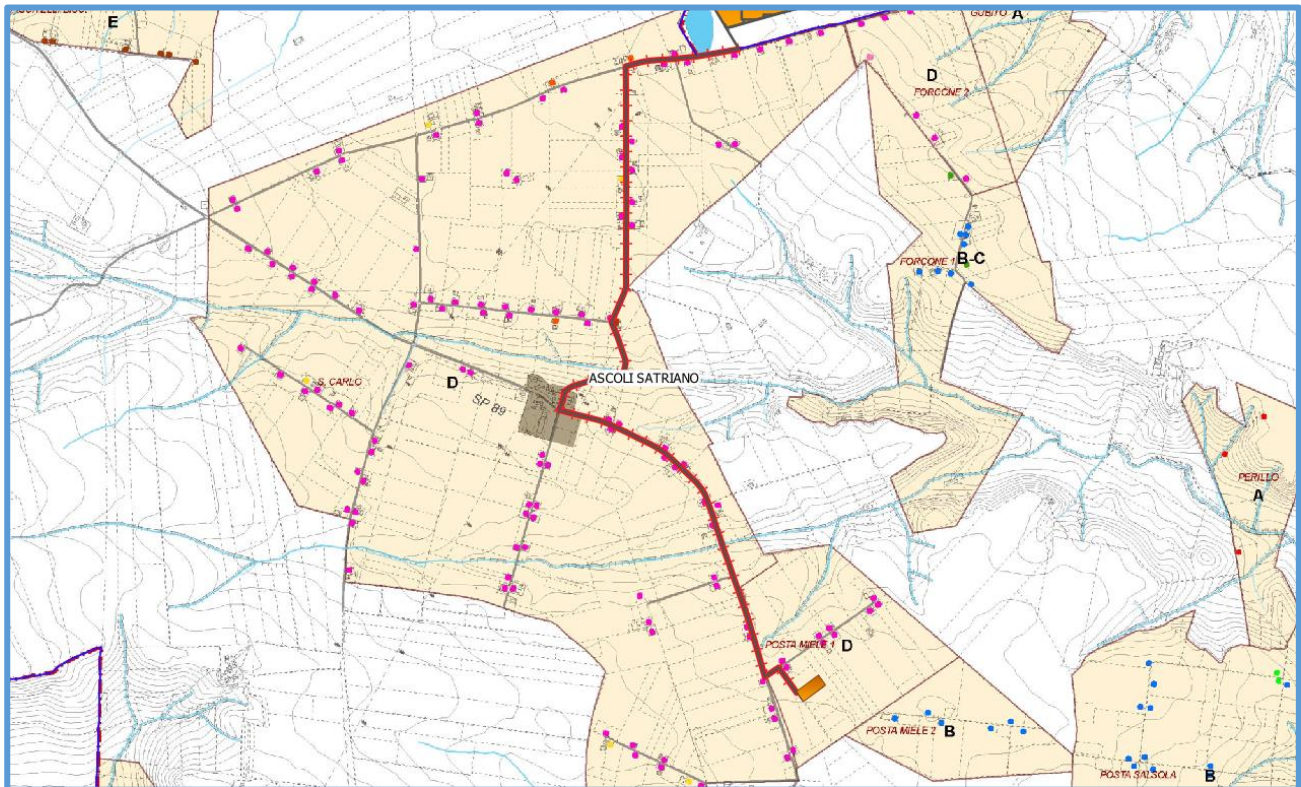 E
GUBITO
A
D
FORCONE 2
FORCONE 1
B-C
ASCOLI SATRIANO
S. CARLO
D
SP 89
PERILLO
A
POSTA MIELE 1
D
POSTA MIELE 2
B
POSTA SALSOLA
B